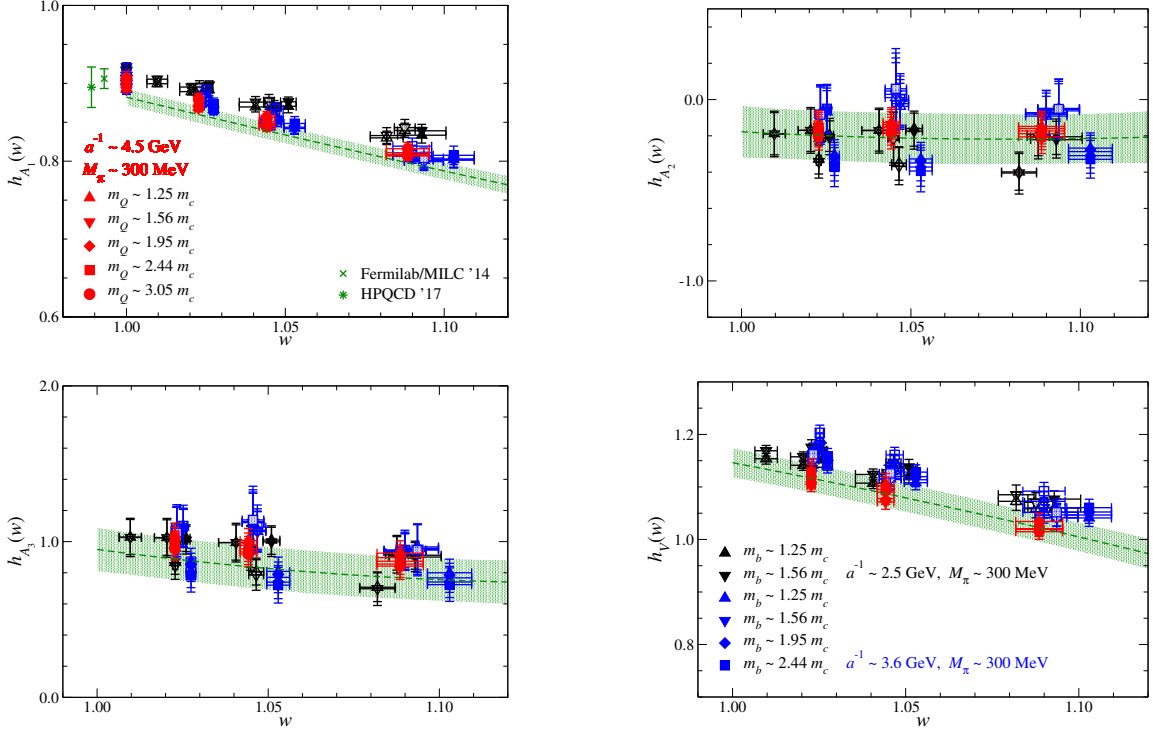 1.0
0.8
0.6
h_{A_1}(w)
a^{-1} ~ 4.5 GeV
M_π ~ 300 MeV
m_Q ~ 1.25 m_c
m_Q ~ 1.56 m_c
m_Q ~ 1.95 m_c
m_Q ~ 2.44 m_c
m_Q ~ 3.05 m_c
Fermilab/MILC '14
HPQCD '17
1.00 1.05 1.10
w
0.0
-1.0
h_{A_2}(w)
1.00 1.05 1.10
w
2.0
1.0
0.0
h_{A_3}(w)
1.00 1.05 1.10
w
1.2
1.0
0.8
h_V(w)
m_b ~ 1.25 m_c
m_b ~ 1.56 m_c a^{-1} ~ 2.5 GeV, M_π ~ 300 MeV
m_b ~ 1.25 m_c
m_b ~ 1.56 m_c
m_b ~ 1.95 m_c
m_b ~ 2.44 m_c a^{-1} ~ 3.6 GeV, M_π ~ 300 MeV
1.00 1.05 1.10
w